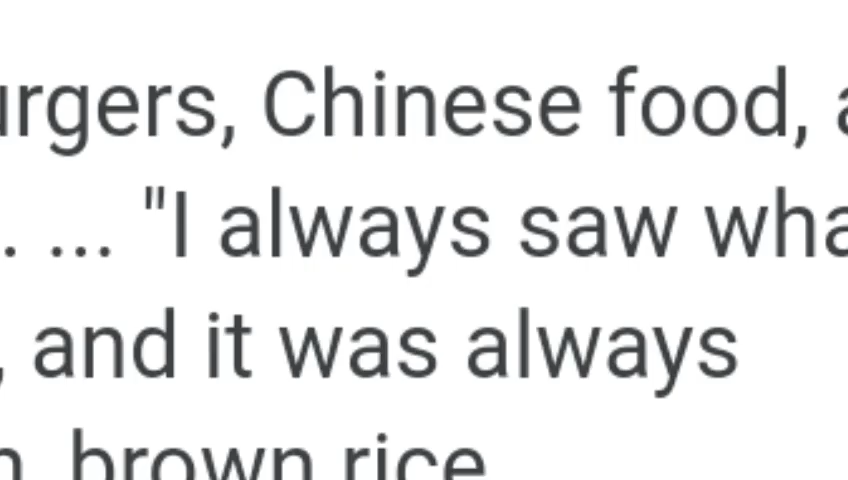 urgers, Chinese food, a
. ... "I always saw wha
, and it was always
n, brown rice